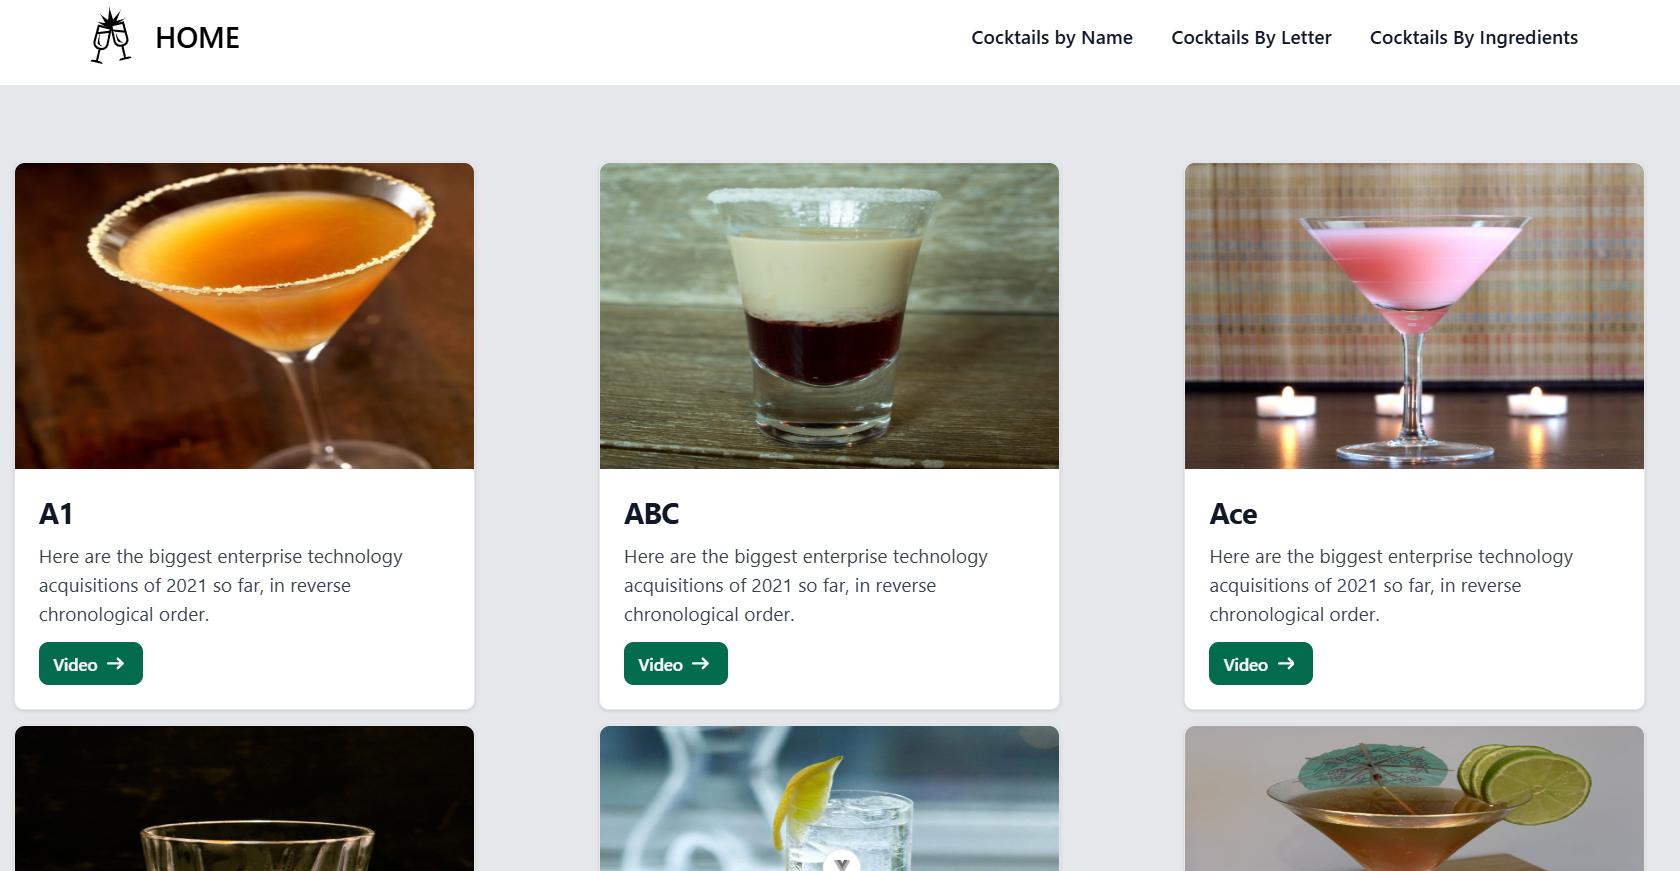 HOME
Cocktails by Name
Cocktails By Letter
Cocktails By Ingredients
A1
Here are the biggest enterprise technology
acquisitions of 2021 so far, in reverse
chronological order.
Video →
ABC
Here are the biggest enterprise technology
acquisitions of 2021 so far, in reverse
chronological order.
Video →
Ace
Here are the biggest enterprise technology
acquisitions of 2021 so far, in reverse
chronological order.
Video →